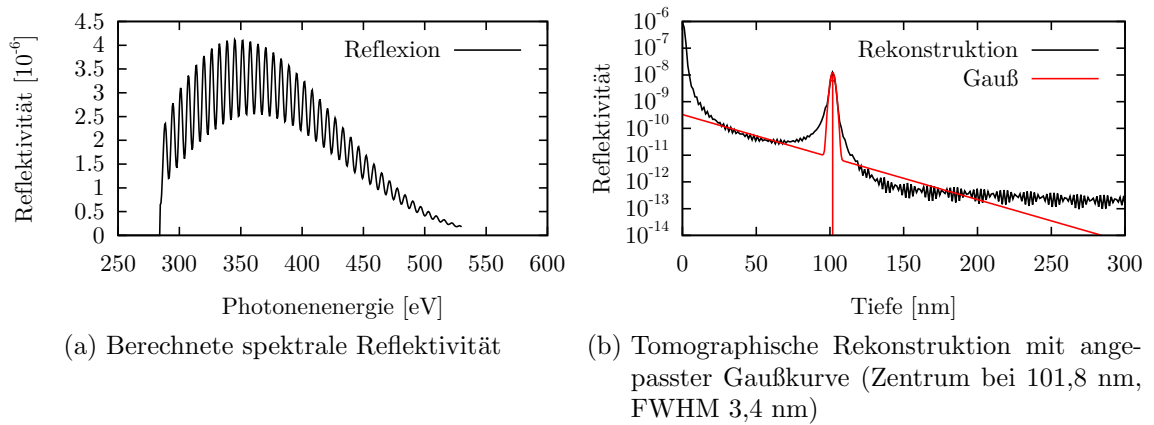 Reflektivität [10⁻⁶]
4.5
4
3.5
3
2.5
2
1.5
1
0.5
0
250 300 350 400 450 500 550 600
Photonenenergie [eV]
Reflexion
(a) Berechnete spektrale Reflektivität
Reflektivität
10⁻⁶
10⁻⁷
10⁻⁸
10⁻⁹
10⁻¹⁰
10⁻¹¹
10⁻¹²
10⁻¹³
10⁻¹⁴
0 50 100 150 200 250 300
Tiefe [nm]
Rekonstruktion
Gauß
(b) Tomographische Rekonstruktion mit ange-
passter Gaußkurve (Zentrum bei 101,8 nm,
FWHM 3,4 nm)